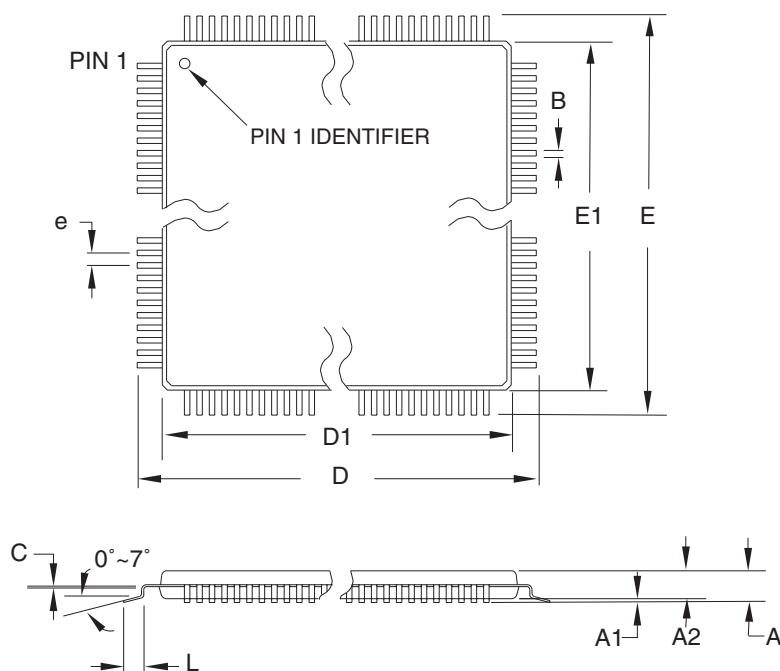 PIN 1
PIN 1 IDENTIFIER
B
e
E1
E
D1
D
C
0°~7°
L
A1
A2
A